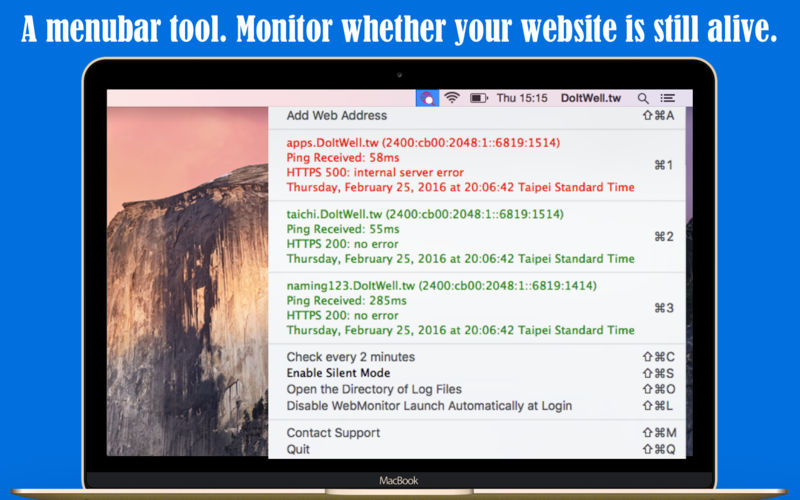 A menubar tool. Monitor whether your website is still alive.
Thu 15:15 DoItWell.tw
Add Web Address ⇧⌘A
apps.DoItWell.tw (2400:cb00:2048:1::6819:1514)
Ping Received: 58ms
HTTPS 500: internal server error
⌘1
Thursday, February 25, 2016 at 20:06:42 Taipei Standard Time
taichi.DoItWell.tw (2400:cb00:2048:1::6819:1514)
Ping Received: 55ms
⌘2
HTTPS 200: no error
Thursday, February 25, 2016 at 20:06:42 Taipei Standard Time
naming123.DoItWell.tw (2400:cb00:2048:1::6819:1414)
Ping Received: 285ms
⌘3
HTTPS 200: no error
Thursday, February 25, 2016 at 20:06:42 Taipei Standard Time
Check every 2 minutes ⇧⌘C
Enable Silent Mode ⇧⌘S
Open the Directory of Log Files ⇧⌘O
Disable WebMonitor Launch Automatically at Login ⇧⌘L
Contact Support ⇧⌘M
Quit ⇧⌘Q
MacBook